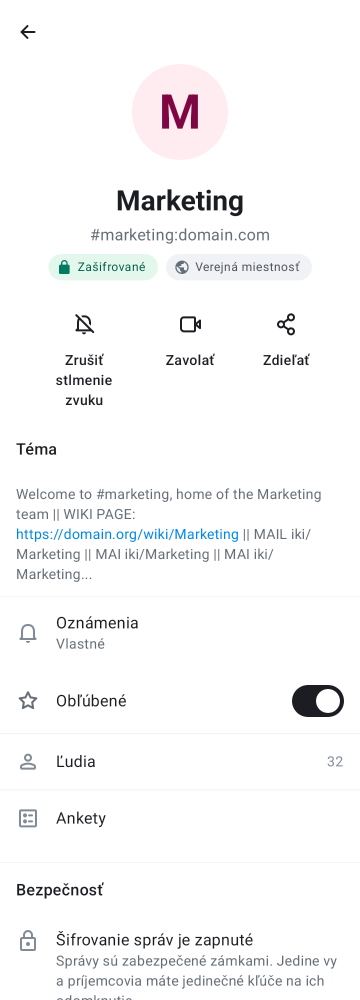 M
Marketing
#marketing:domain.com
Zašifrované
Verejná miestnosť
Zrušiť
stlmenie
zvuku
Zavolať
Zdieľať
Téma
Welcome to #marketing, home of the Marketing
team || WIKI PAGE:
https://domain.org/wiki/Marketing || MAIL iki/
Marketing || MAI iki/Marketing || MAI iki/
Marketing...
Oznámenia
Vlastné
Obľúbené
Ľudia 32
Ankety
Bezpečnosť
Šifrovanie správ je zapnuté
Správy sú zabezpečené zámkami. Jedine vy
a príjemcovia máte jedinečné kľúče na ich